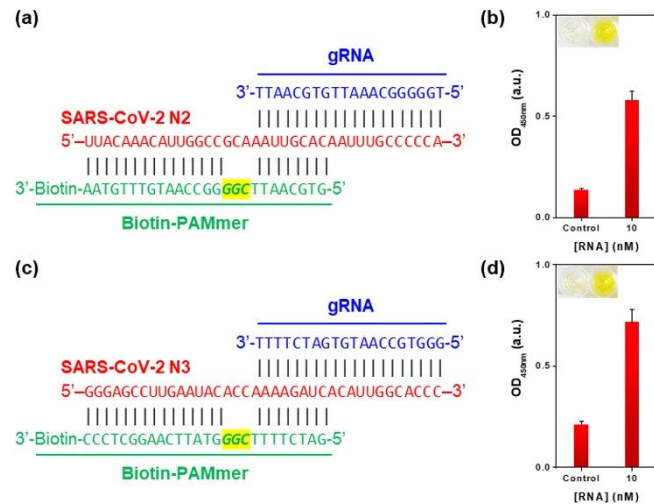 (a)
gRNA
3'-TTAACGTGTTAAACGGGGGT-5'
SARS-CoV-2 N2
5'–UUACAAACAUUGGCCGCAAAUUGCACAAUUUGCCCCCA–3'
3'-Biotin-AATGTTTGTAACCGGGGCTTAACGTG-5'
Biotin-PAMmer
(b)
1.0
0.5
0.0
OD450nm (a.u.)
Control 10
[RNA] (nM)
(c)
gRNA
3'-TTTTCTAGTGTAACCGTGGG-5'
SARS-CoV-2 N3
5'–GGGAGCCUUGAAUACACCAAAAGAUCACAUUGGCACCC–3'
3'-Biotin-CCCTCGGAACTTATGGGCTTTTCTAG-5'
Biotin-PAMmer
(d)
1.0
0.5
0.0
OD450nm (a.u.)
Control 10
[RNA] (nM)